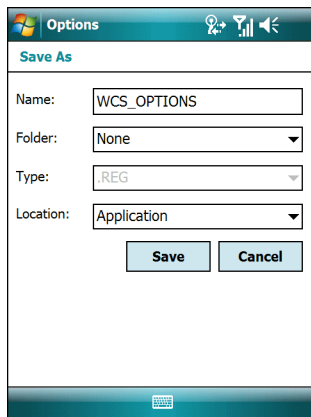 Options
Save As
Name: WCS_OPTIONS
Folder: None
Type: .REG
Location: Application
Save Cancel